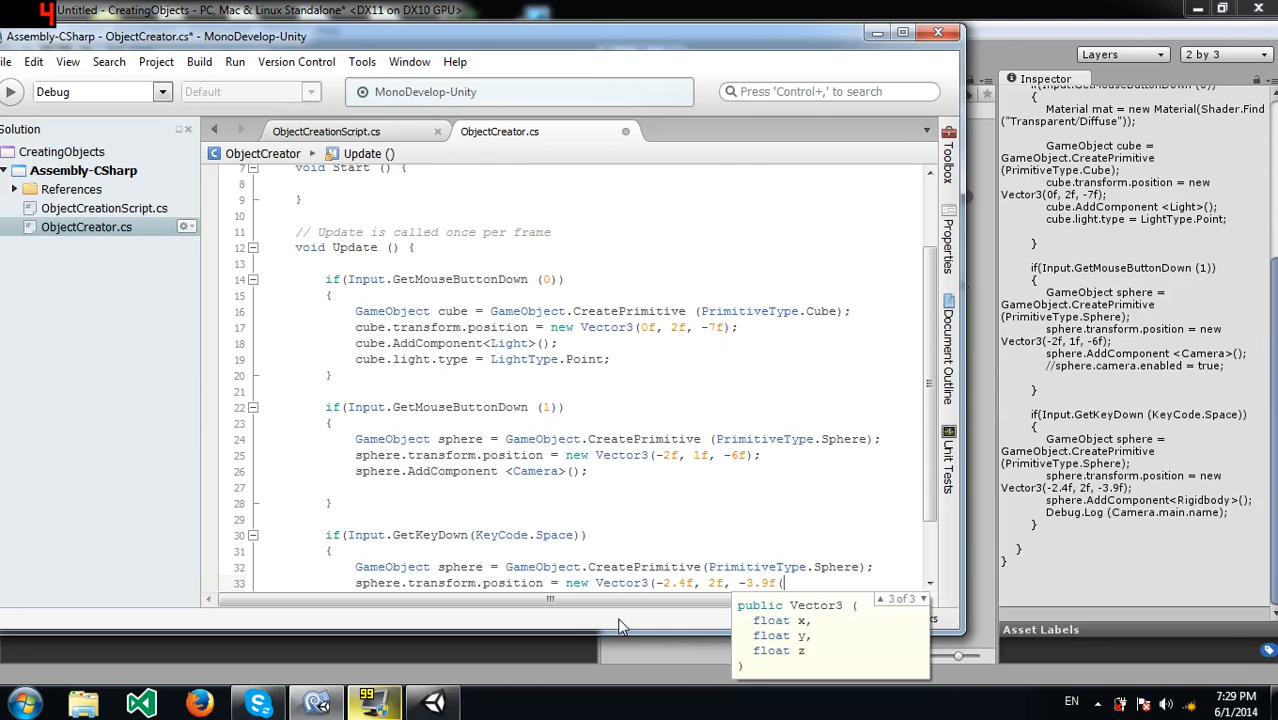 4
Untitled - CreatingObjects - PC, Mac & Linux Standalone* <DX11 on DX10 GPU>
Assembly-CSharp - ObjectCreator.cs* - MonoDevelop-Unity
ile Edit View Search Project Build Run Version Control Tools Window Help
Debug
Default
MonoDevelop-Unity
Press 'Control+,' to search
Solution
CreatingObjects
Assembly-CSharp
References
ObjectCreationScript.cs
ObjectCreator.cs
ObjectCreationScript.cs
ObjectCreator.cs
ObjectCreator
Update ()
7 void Start () {
8
9 }
10
11 // Update is called once per frame
12 void Update () {
13
14 if(Input.GetMouseButtonDown (0))
15 {
16 GameObject cube = GameObject.CreatePrimitive (PrimitiveType.Cube);
17 cube.transform.position = new Vector3(0f, 2f, -7f);
18 cube.AddComponent<Light>();
19 cube.light.type = LightType.Point;
20 }
21
22 if(Input.GetMouseButtonDown (1))
23 {
24 GameObject sphere = GameObject.CreatePrimitive (PrimitiveType.Sphere);
25 sphere.transform.position = new Vector3(-2f, 1f, -6f);
26 sphere.AddComponent <Camera>();
27
28 }
29
30 if(Input.GetKeyDown(KeyCode.Space))
31 {
32 GameObject sphere = GameObject.CreatePrimitive(PrimitiveType.Sphere);
33 sphere.transform.position = new Vector3(-2.4f, 2f, -3.9f(
3 of 3
public Vector3 (
float x,
float y,
float z
)
Toolbox
Properties
Document Outline
Unit Tests
Layers
2 by 3
Inspector
if(Input.GetMouseButtonDown (0))
{
Material mat = new Material(Shader.Find
("Transparent/Diffuse"));
GameObject cube =
GameObject.CreatePrimitive
(PrimitiveType.Cube);
cube.transform.position = new
Vector3(0f, 2f, -7f);
cube.AddComponent <Light>();
cube.light.type = LightType.Point;
}
if(Input.GetMouseButtonDown (1))
{
GameObject sphere =
GameObject.CreatePrimitive
(PrimitiveType.Sphere);
sphere.transform.position = new
Vector3(-2f, 1f, -6f);
sphere.AddComponent <Camera>();
//sphere.camera.enabled = true;
}
if(Input.GetKeyDown (KeyCode.Space))
{
GameObject sphere =
GameObject.CreatePrimitive
(PrimitiveType.Sphere);
sphere.transform.position = new
Vector3(-2.4f, 2f, -3.9f);
sphere.AddComponent<Rigidbody>();
Debug.Log (Camera.main.name);
}
}
}
Asset Labels
99
EN
7:29 PM
6/1/2014